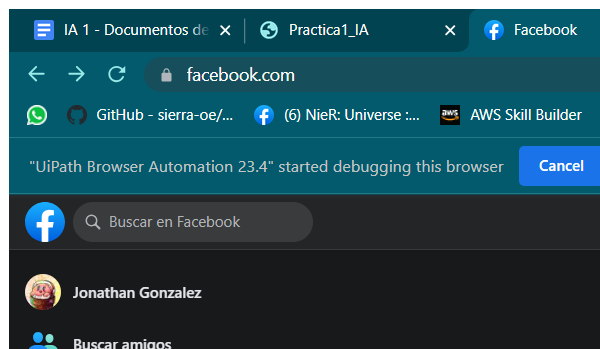 IA 1 - Documentos de
Practica1_IA
Facebook
facebook.com
GitHub - sierra-oe/...
(6) NieR: Universe :...
aws
AWS Skill Builder
"UiPath Browser Automation 23.4" started debugging this browser
Cancel
Buscar en Facebook
Jonathan Gonzalez
Buscar amigos